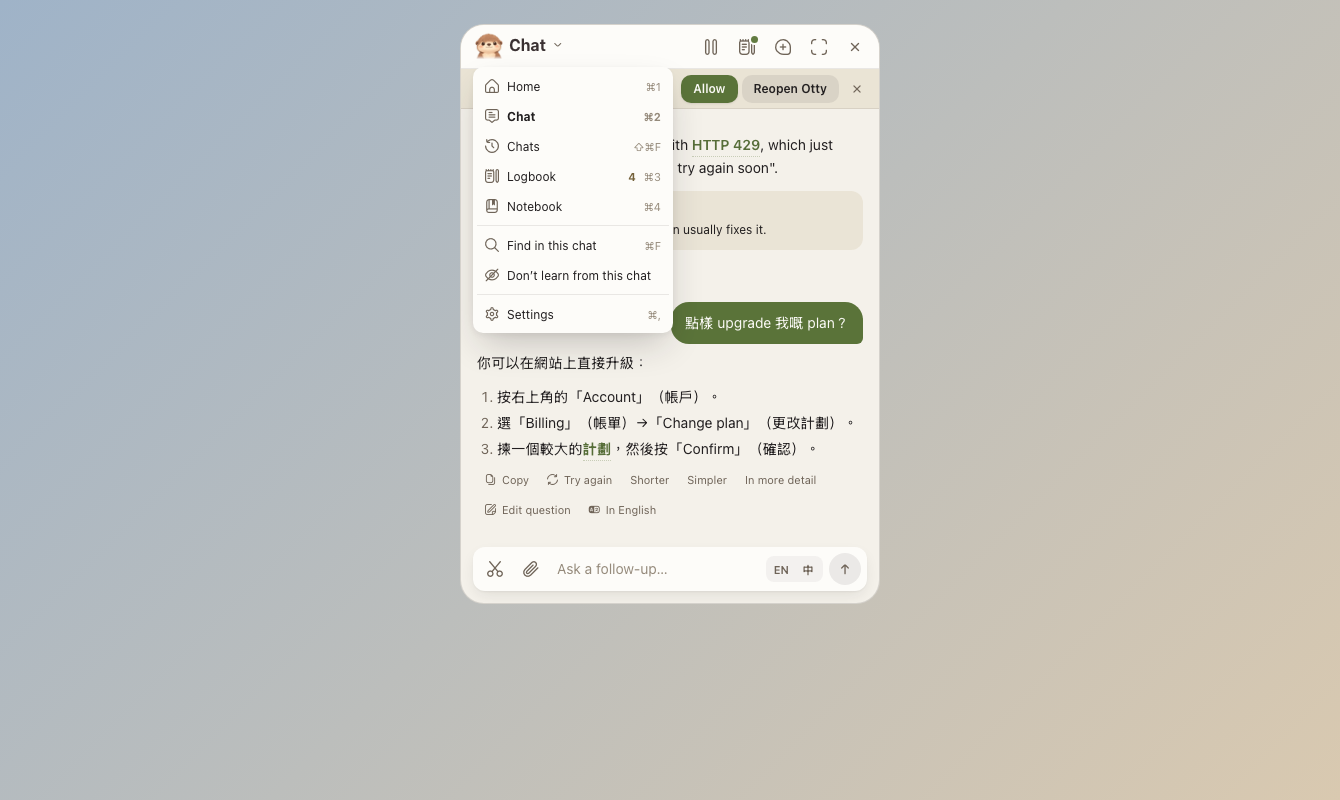 Chat
Allow
Reopen Otty
Home ⌘1
Chat ⌘2
Chats ⇧⌘F
Logbook 4 ⌘3
Notebook ⌘4
Find in this chat ⌘F
Don't learn from this chat
Settings ⌘,
HTTP 429, which just
try again soon".
usually fixes it.
點樣 upgrade 我嘅 plan？
你可以在網站上直接升級：
1. 按右上角的「Account」（帳戶）。
2. 選「Billing」（帳單）→「Change plan」（更改計劃）。
3. 揀一個較大的計劃，然後按「Confirm」（確認）。
Copy Try again Shorter Simpler In more detail
Edit question In English
Ask a follow-up…
EN 中